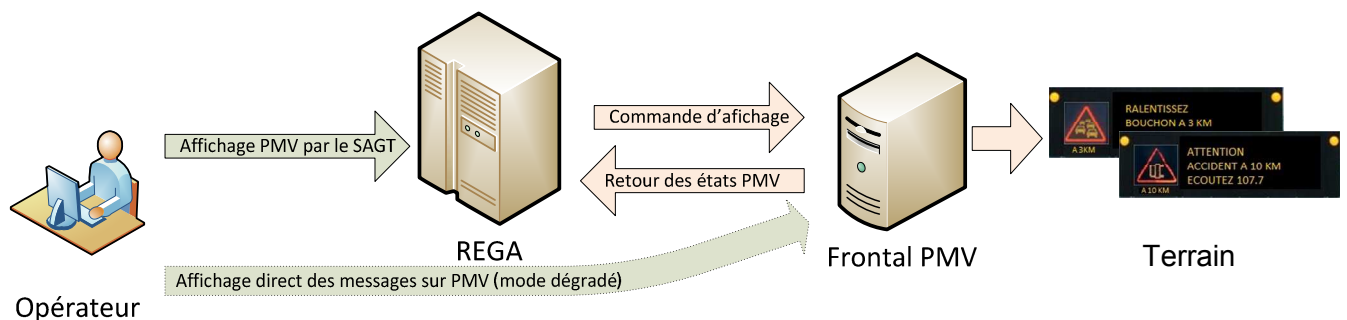 Affichage PMV par le SAGT
Commande d'afichage
Retour des états PMV
RALENTISSEZ
BOUCHON A 3 KM
A 3KM
ATTENTION
ACCIDENT A 10 KM
ECOUTEZ 107.7
A 10 KM
REGA
Frontal PMV
Terrain
Affichage direct des messages sur PMV (mode dégradé)
Opérateur